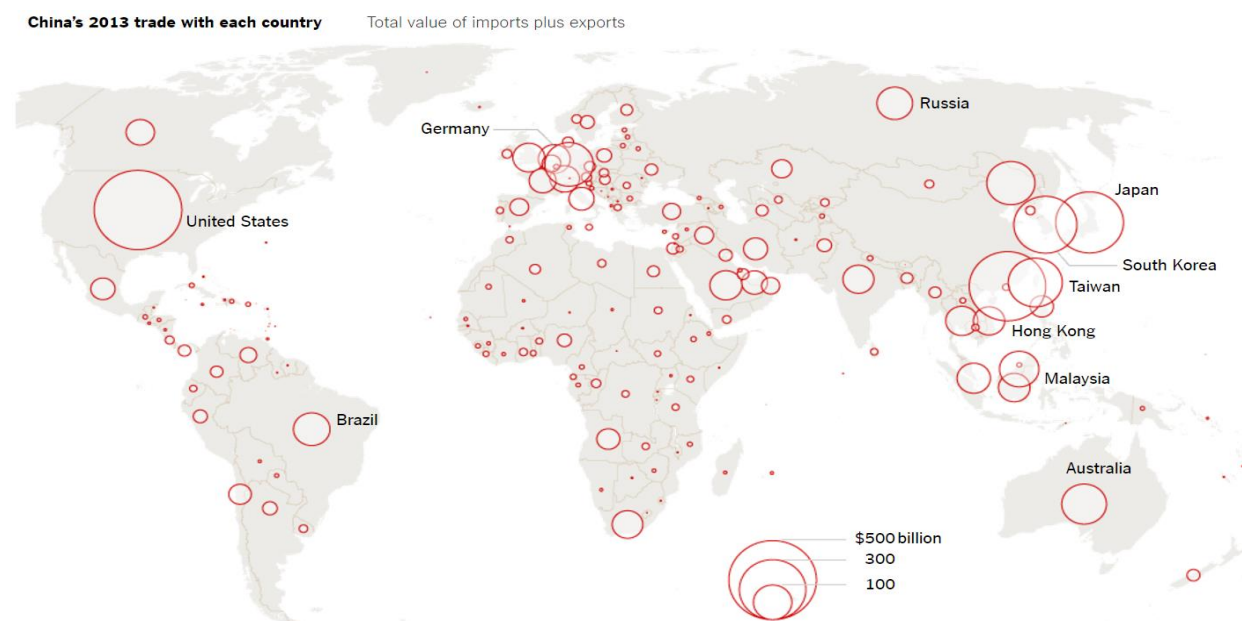 China's 2013 trade with each country Total value of imports plus exports
Russia
Germany
Japan
United States
South Korea
Taiwan
Hong Kong
Malaysia
Brazil
Australia
$500 billion
300
100